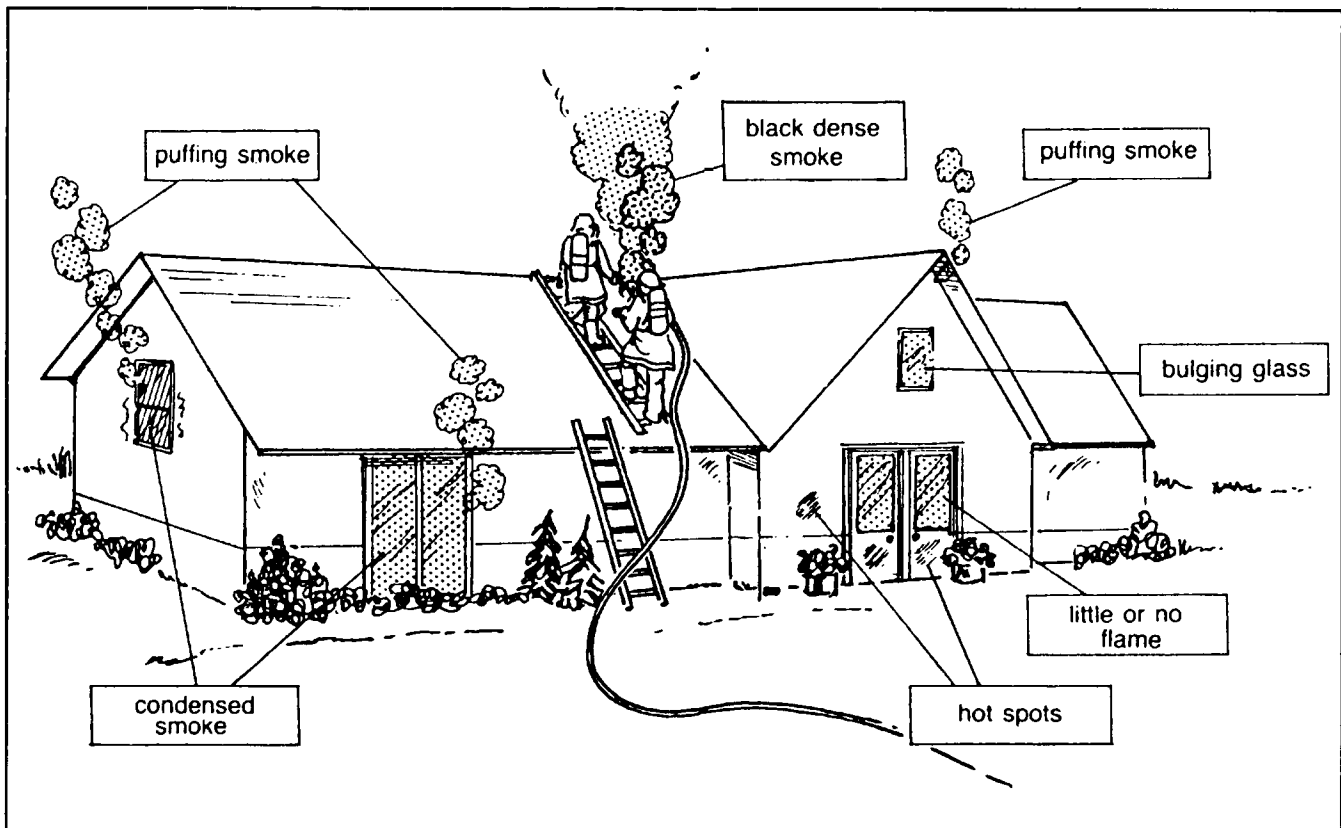 puffing smoke
black dense
smoke
puffing smoke
bulging glass
little or no
flame
condensed
smoke
hot spots